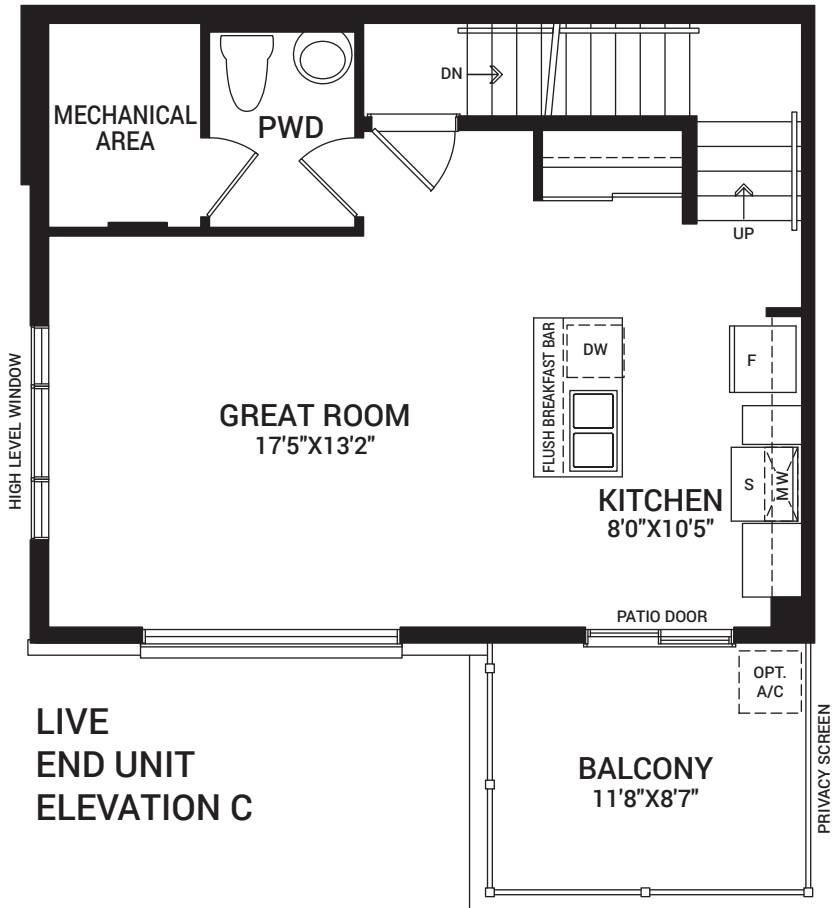 MECHANICAL
AREA
PWD
DN
UP
HIGH LEVEL WINDOW
GREAT ROOM
17'5"X13'2"
FLUSH BREAKFAST BAR
DW
F
S
MW
KITCHEN
8'0"X10'5"
PATIO DOOR
OPT.
A/C
BALCONY
11'8"X8'7"
PRIVACY SCREEN
LIVE
END UNIT
ELEVATION C